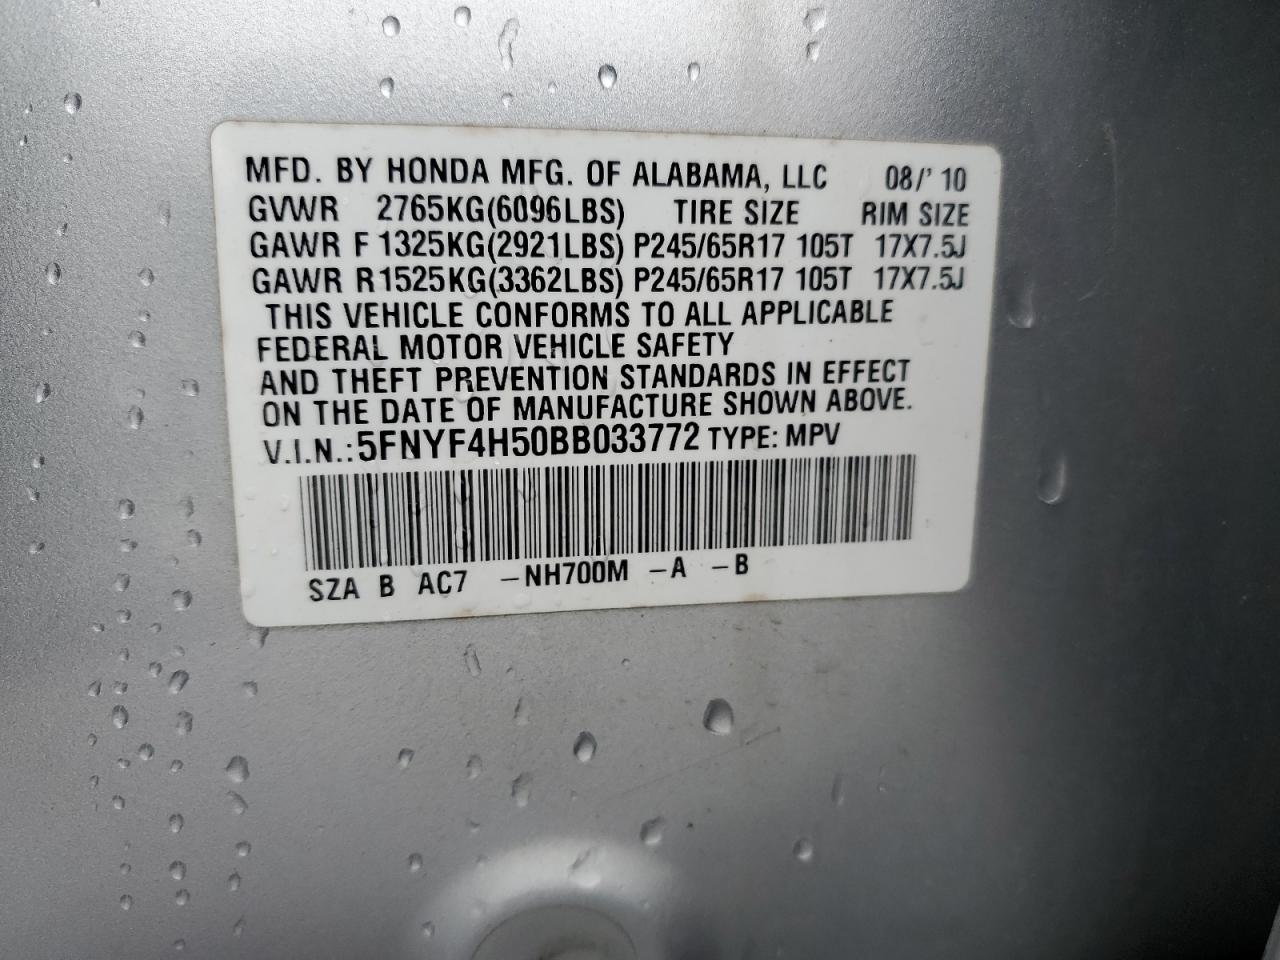 MFD. BY HONDA MFG. OF ALABAMA, LLC 08/' 10
GVWR 2765KG(6096LBS) TIRE SIZE RIM SIZE
GAWR F 1325KG(2921LBS) P245/65R17 105T 17X7.5J
GAWR R1525KG(3362LBS) P245/65R17 105T 17X7.5J
THIS VEHICLE CONFORMS TO ALL APPLICABLE
FEDERAL MOTOR VEHICLE SAFETY
AND THEFT PREVENTION STANDARDS IN EFFECT
ON THE DATE OF MANUFACTURE SHOWN ABOVE.
V.I.N.: 5FNYF4H50BB033772 TYPE: MPV
SZA B AC7 -NH700M -A -B